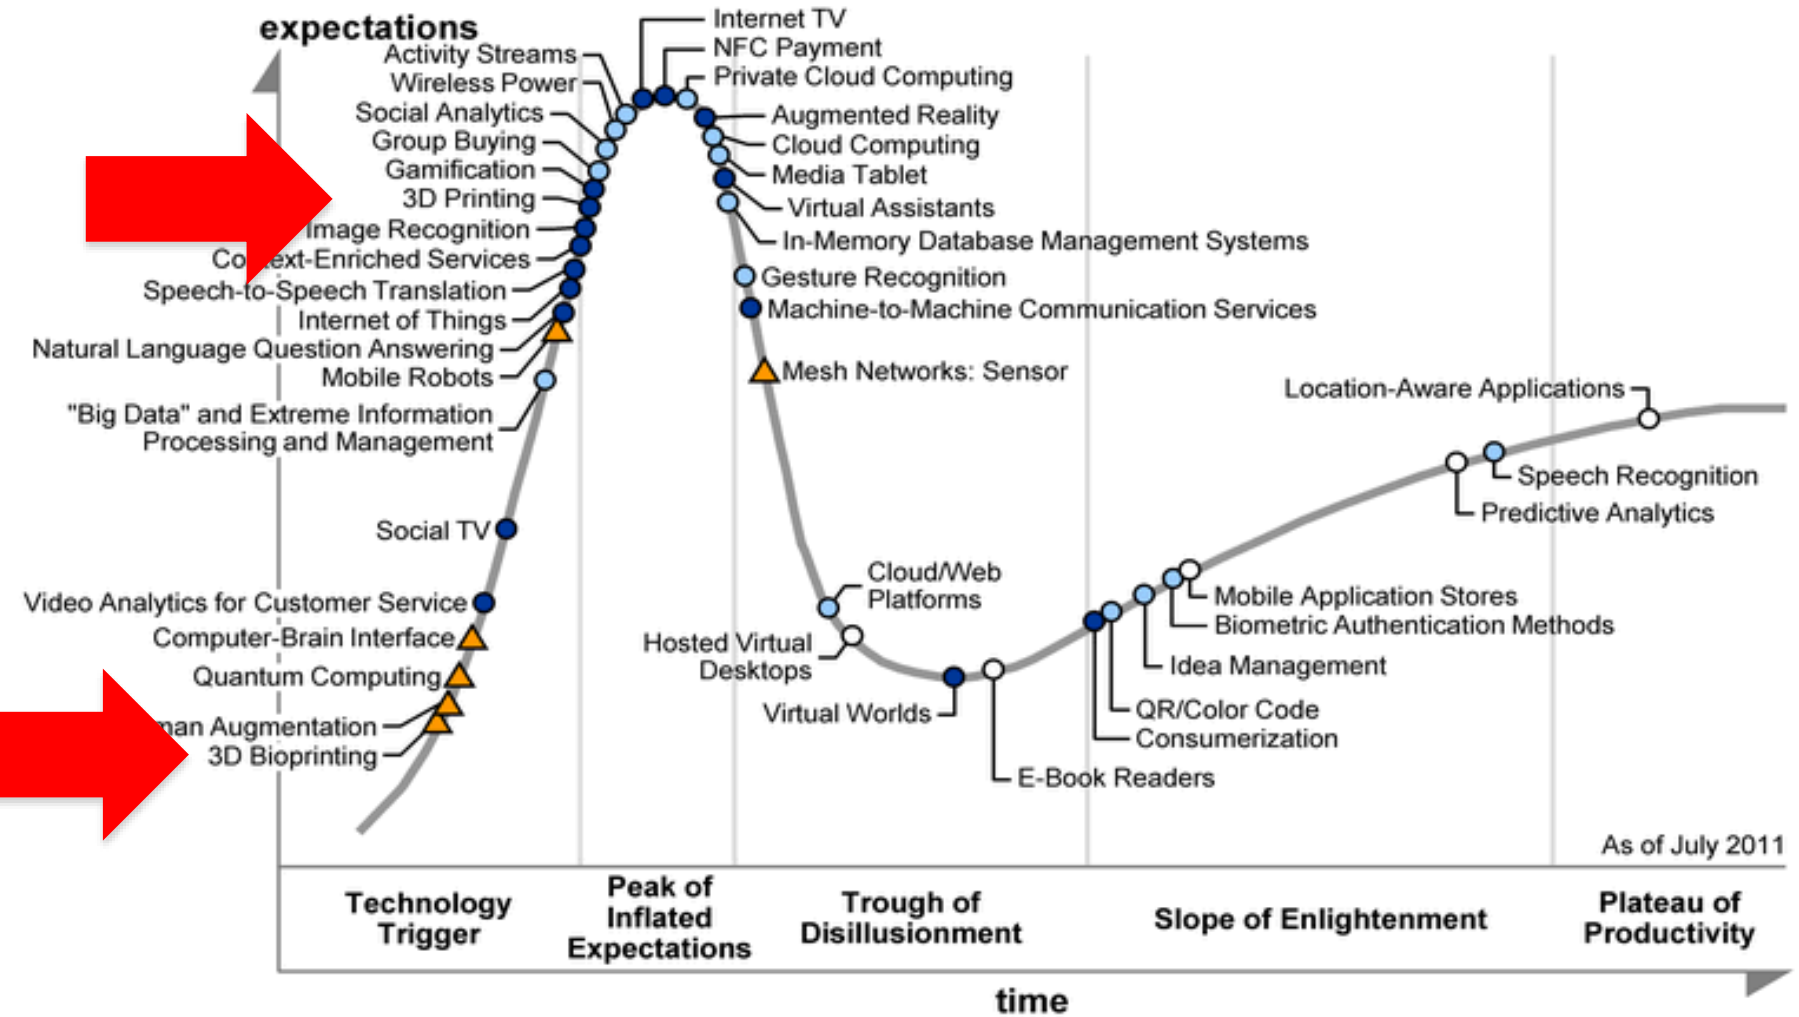 expectations
Activity Streams
Wireless Power
Social Analytics
Group Buying
Gamification
3D Printing
Image Recognition
Context-Enriched Services
Speech-to-Speech Translation
Internet of Things
Natural Language Question Answering
Mobile Robots
"Big Data" and Extreme Information
Processing and Management
Social TV
Video Analytics for Customer Service
Computer-Brain Interface
Quantum Computing
man Augmentation
3D Bioprinting
Internet TV
NFC Payment
Private Cloud Computing
Augmented Reality
Cloud Computing
Media Tablet
Virtual Assistants
In-Memory Database Management Systems
Gesture Recognition
Machine-to-Machine Communication Services
Mesh Networks: Sensor
Cloud/Web
Platforms
Hosted Virtual
Desktops
Virtual Worlds
E-Book Readers
Consumerization
QR/Color Code
Idea Management
Biometric Authentication Methods
Mobile Application Stores
Predictive Analytics
Speech Recognition
Location-Aware Applications
As of July 2011
Technology
Trigger
Peak of
Inflated
Expectations
Trough of
Disillusionment
Slope of Enlightenment
Plateau of
Productivity
time